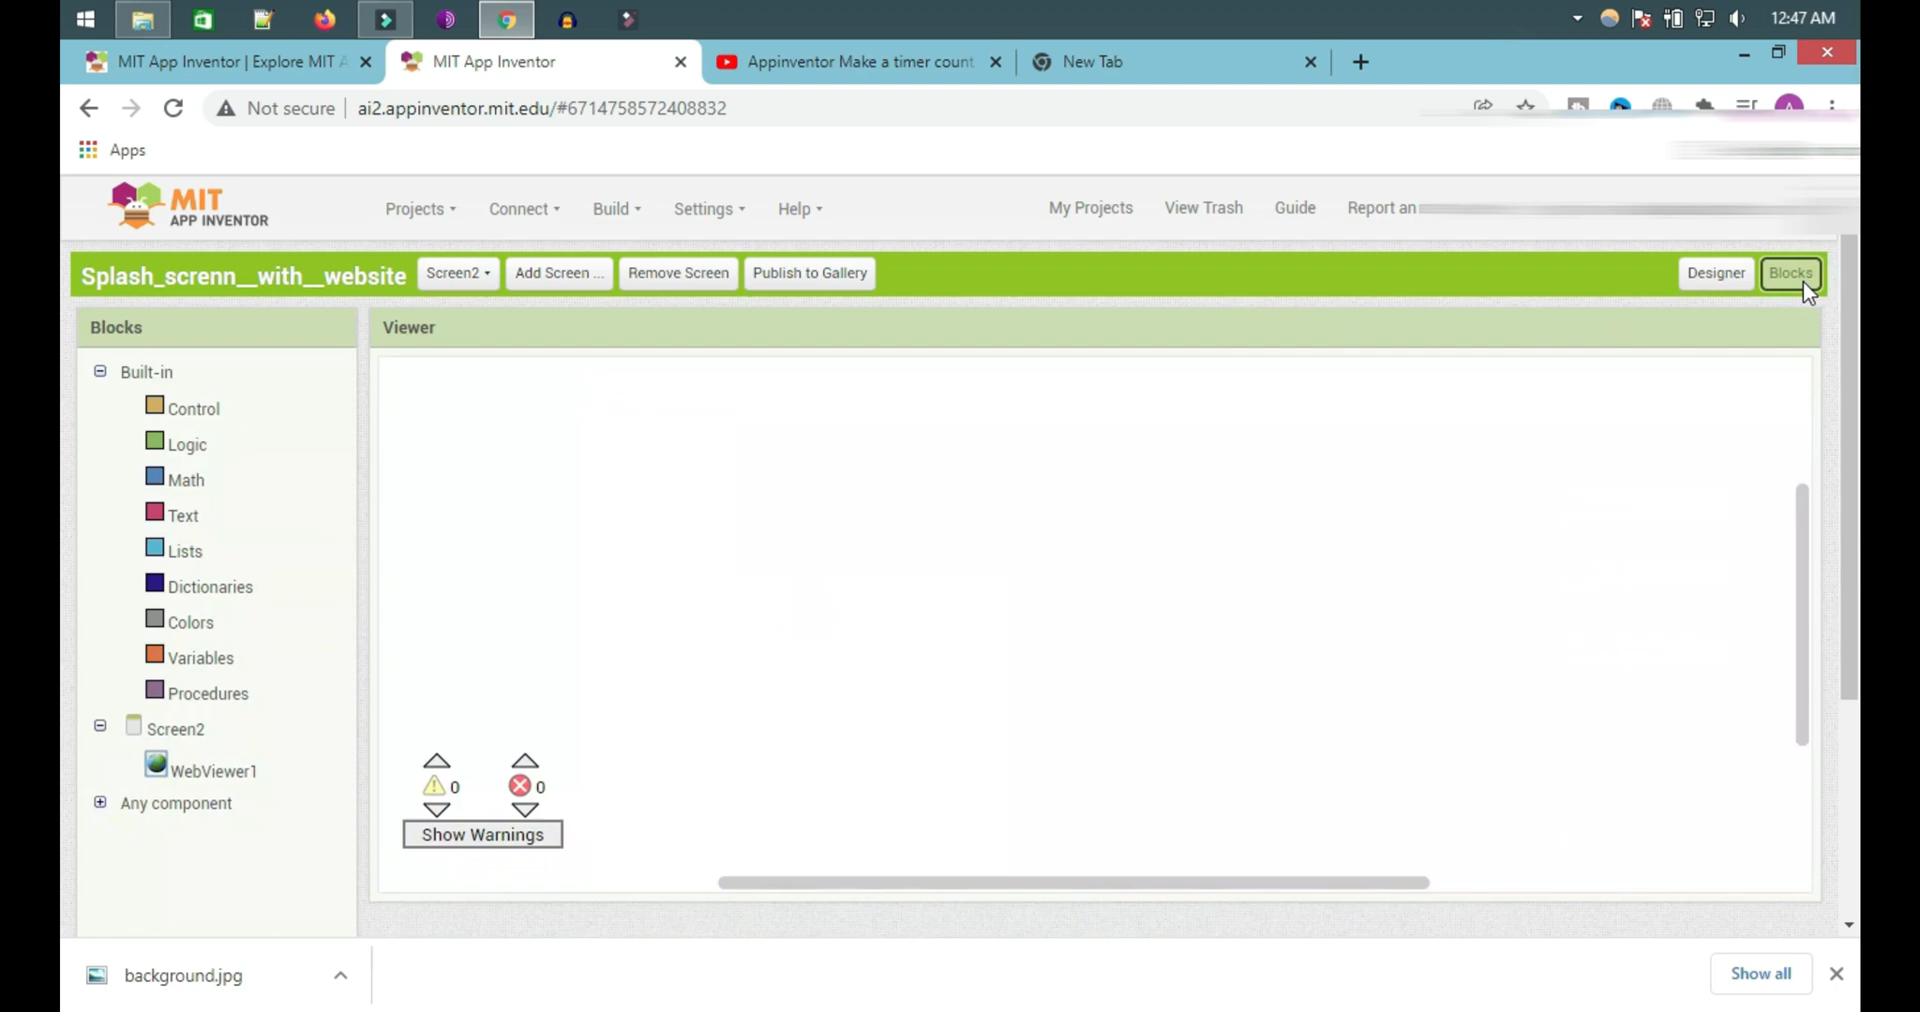 12:47 AM
MIT App Inventor | Explore MIT A
MIT App Inventor
Appinventor Make a timer count
New Tab
Not secure
ai2.appinventor.mit.edu/#6714758572408832
A
Apps
MIT
APP INVENTOR
Projects
Connect
Build
Settings
Help
My Projects
View Trash
Guide
Report an
Splash_screnn__with__website
Screen2
Add Screen ...
Remove Screen
Publish to Gallery
Designer
Blocks
Blocks
Viewer
Built-in
Control
Logic
Math
Text
Lists
Dictionaries
Colors
Variables
Procedures
Screen2
WebViewer1
Any component
0
0
Show Warnings
background.jpg
Show all